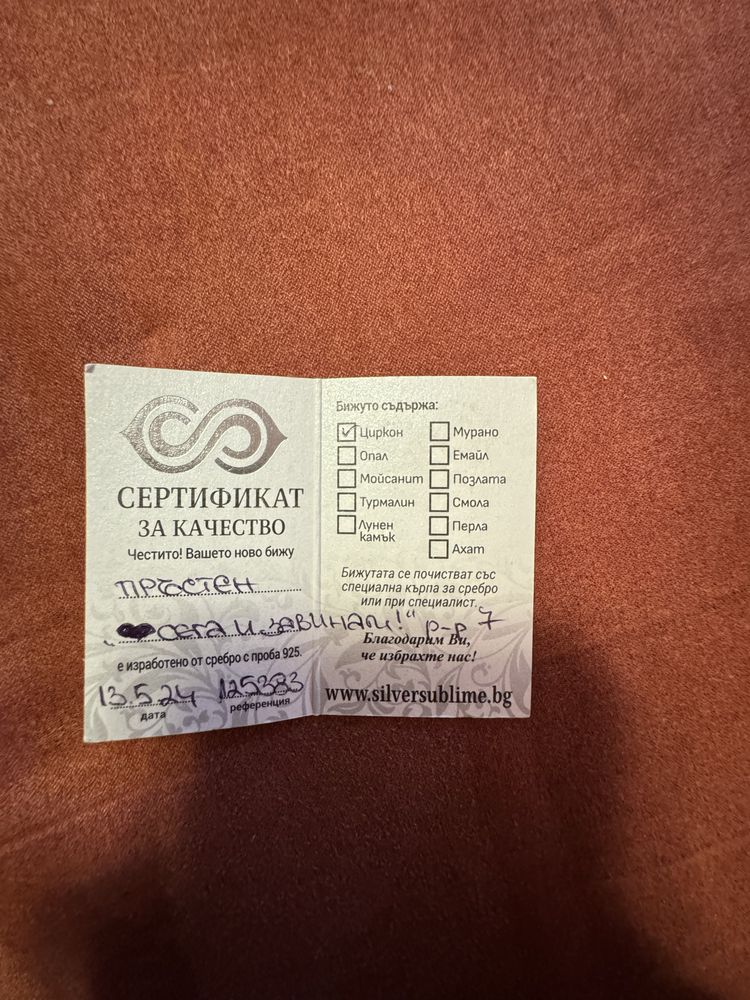 СЕРТИФИКАТ
ЗА КАЧЕСТВО
Честито! Вашето ново бижу
ПРЪСТЕН
„СЕГА И ЗАВИНАГИ!“ р-р 7
е изработено от сребро с проба 925.
13.5.24 125383
дата референция
Бижуто съдържа:
Циркон
Опал
Мойсанит
Турмалин
Лунен
камък
Мурано
Емайл
Позлата
Смола
Перла
Ахат
Бижутата се почистват със
специална кърпа за сребро
или при специалист.
Благодарим Ви,
че избрахте нас!
www.silversublime.bg